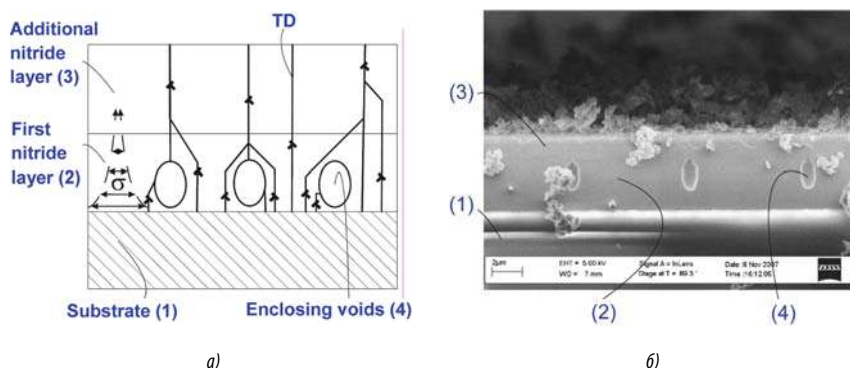 Additional
nitride
layer (3)
First
nitride
layer (2)
TD
σ
Substrate (1)
Enclosing voids (4)
a)
(3)
(1)
2µm
EHT = 5.00 kV
WD = 7 mm
Signal A = InLens
Stage at T = 89.3°
Date :8 Nov 2007
Time :16:12:05
ZEISS
(2)
(4)
б)